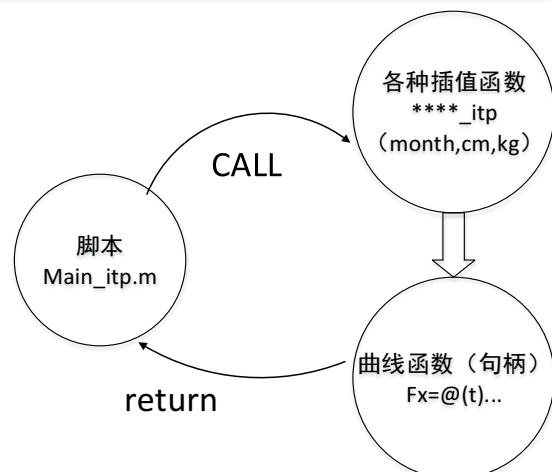 各种插值函数
****_itp
（month,cm,kg）
CALL
脚本
Main_itp.m
曲线函数（句柄）
Fx=@(t)...
return